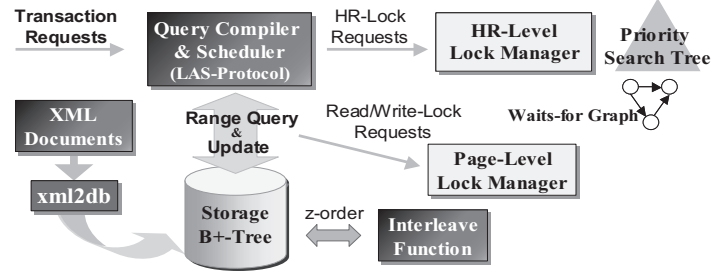 Transaction
Requests
Query Compiler
& Scheduler
(LAS-Protocol)
HR-Lock
Requests
HR-Level
Lock Manager
Priority
Search Tree
Waits-for Graph
XML
Documents
Range Query
&
Update
Read/Write-Lock
Requests
Page-Level
Lock Manager
xml2db
Storage
B+-Tree
z-order
Interleave
Function